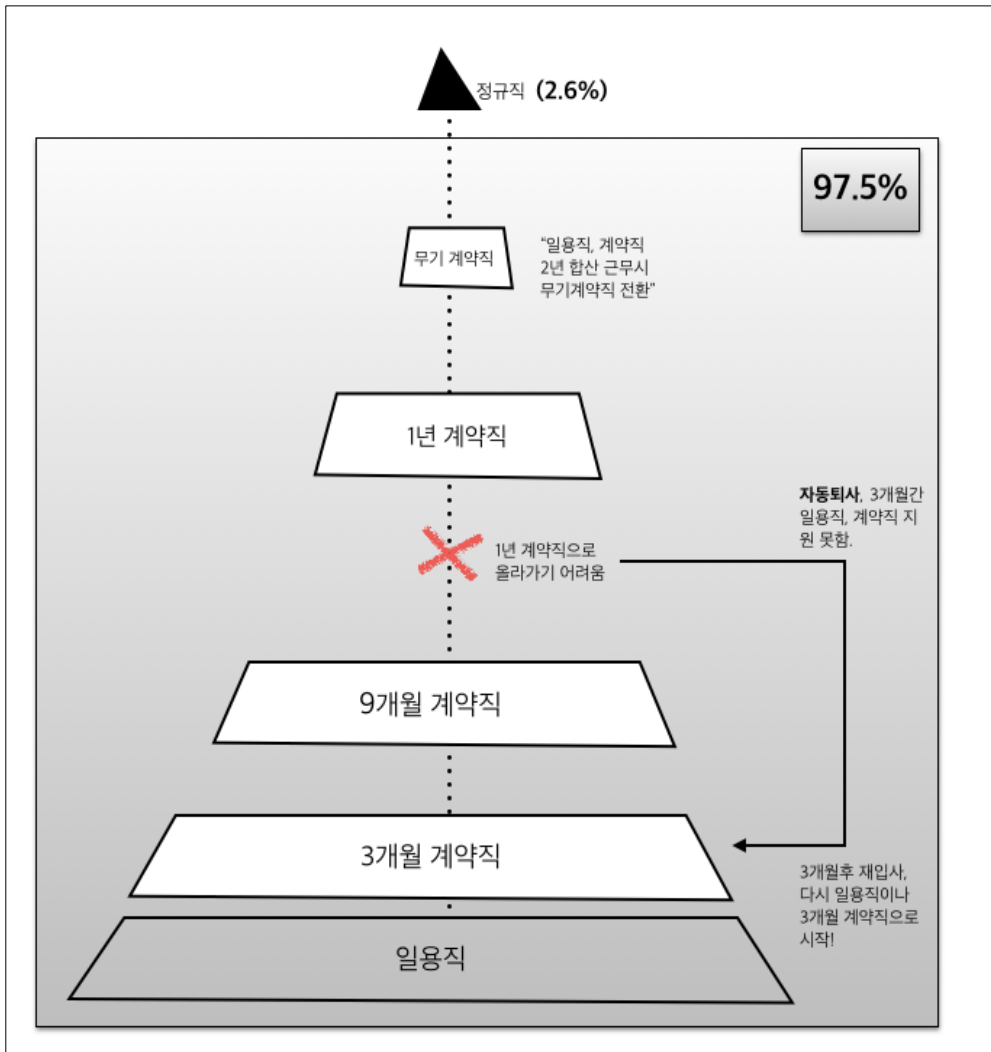 정규직 (2.6%)
97.5%
무기 계약직
“일용직, 계약직
2년 합산 근무시
무기계약직 전환”
1년 계약직
자동퇴사, 3개월간
일용직, 계약직 지
원 못함.
1년 계약직으로
올라가기 어려움
9개월 계약직
3개월 계약직
3개월후 재입사,
다시 일용직이나
3개월 계약직으로
시작!
일용직